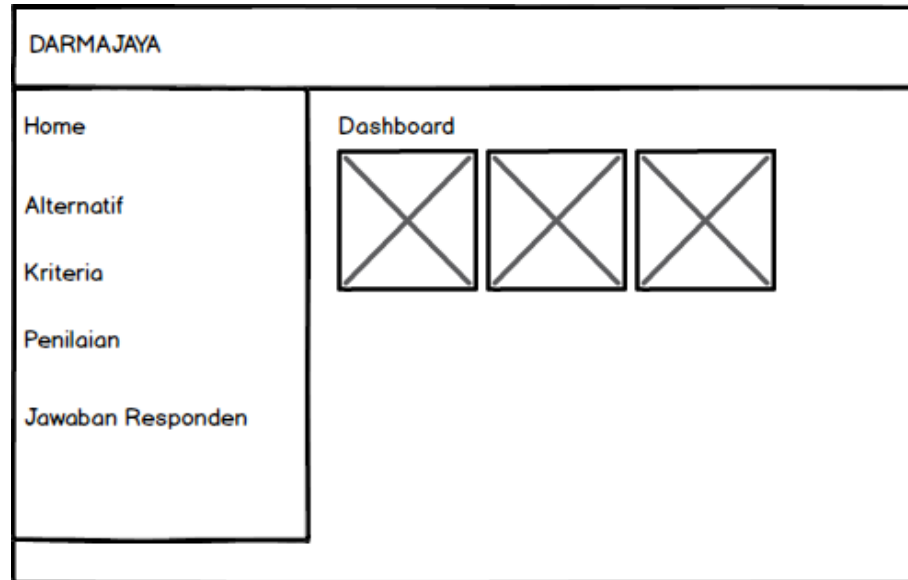 DARMAJAYA
Home
Alternatif
Kriteria
Penilaian
Jawaban Responden
Dashboard